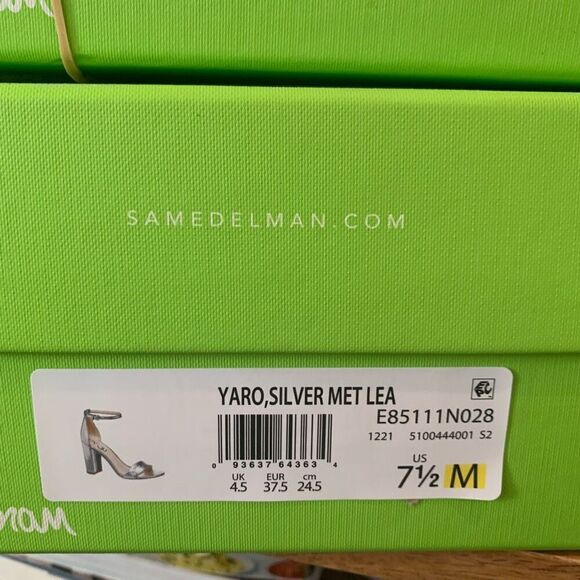 SAMEDELMAN.COM
YARO,SILVER MET LEA
E85111N028
1221 5100444001 S2
0 93637 64363 4
UK EUR cm
4.5 37.5 24.5
US
7½ M